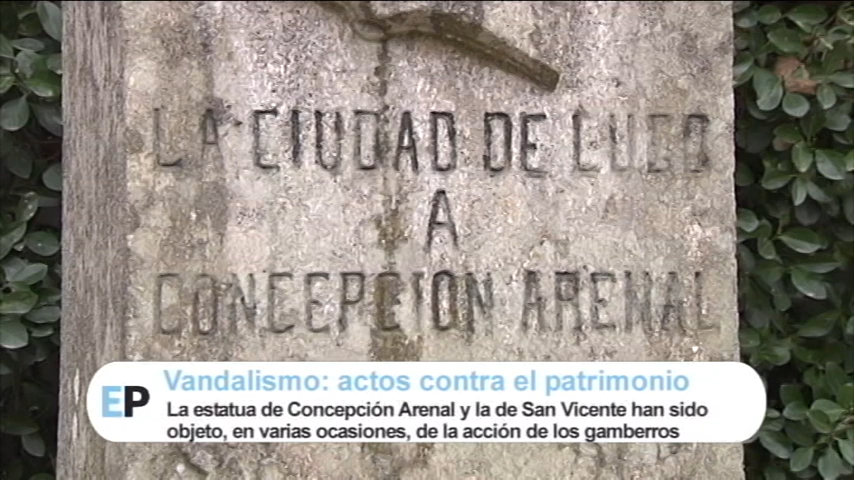 LA CIUDAD DE LUGO
A
CONCEPCION ARENAL
EP
Vandalismo: actos contra el patrimonio
La estatua de Concepción Arenal y la de San Vicente han sido
objeto, en varias ocasiones, de la acción de los gamberros